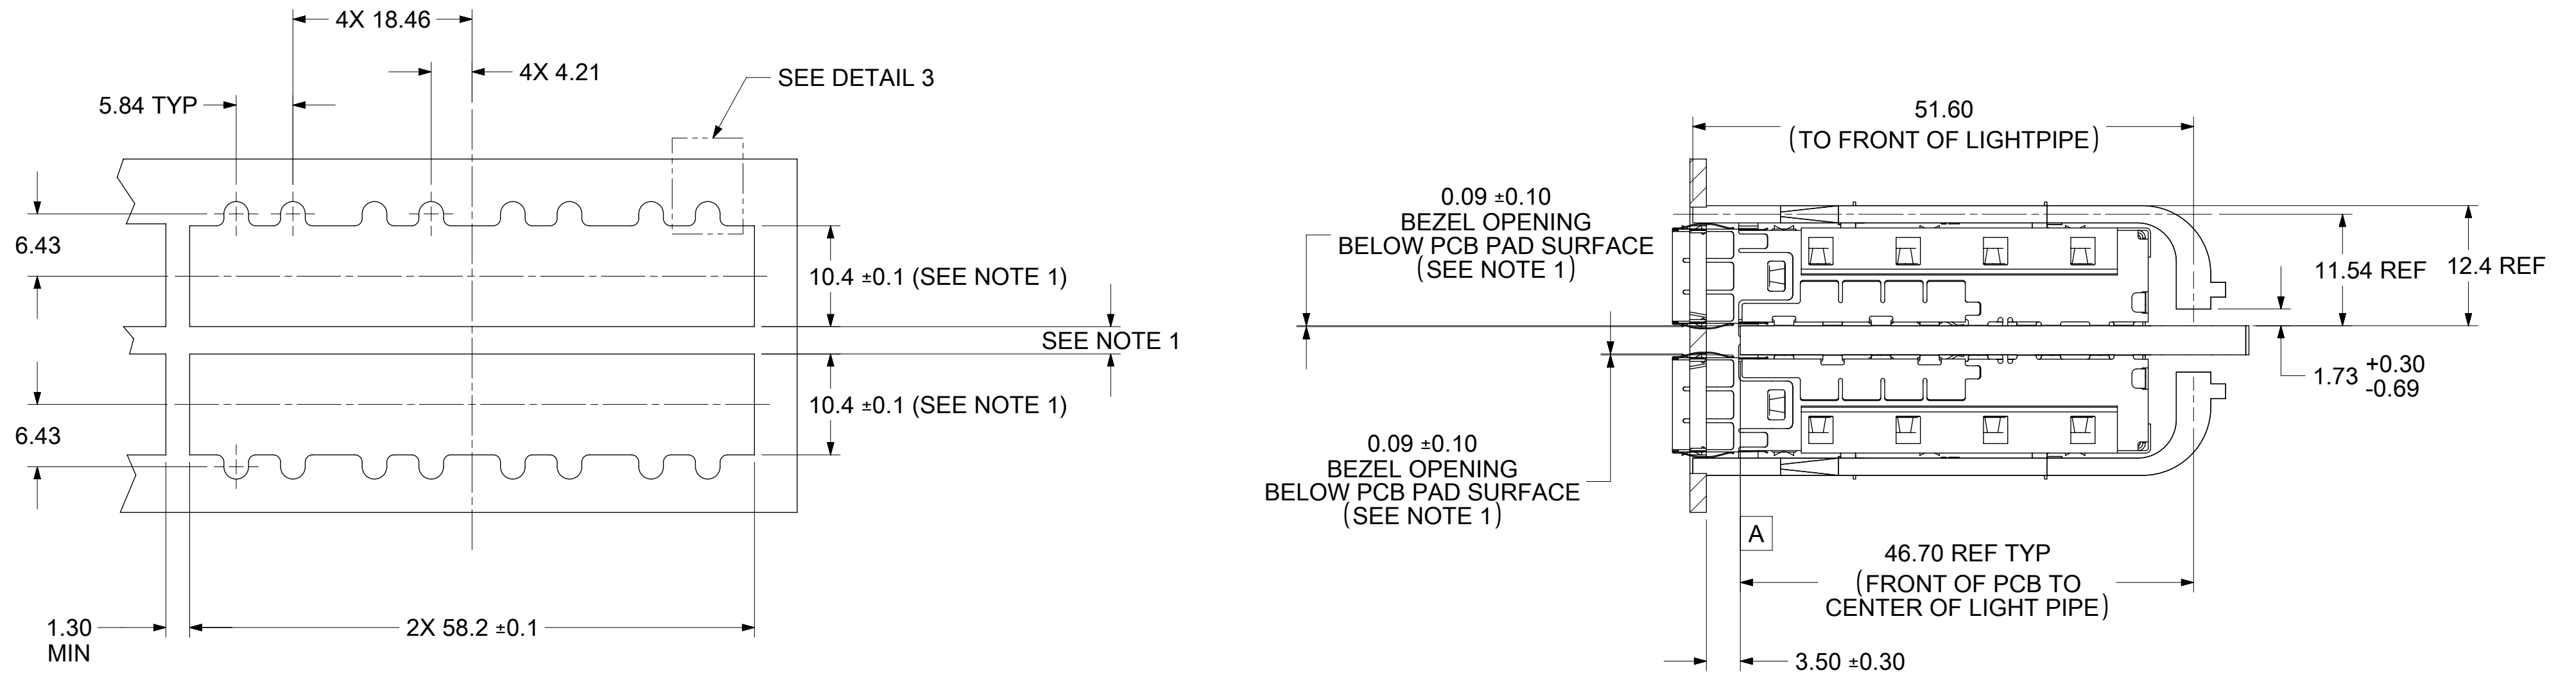 4X 18.46
4X 4.21
SEE DETAIL 3
5.84 TYP
6.43
10.4 ±0.1 (SEE NOTE 1)
SEE NOTE 1
10.4 ±0.1 (SEE NOTE 1)
6.43
1.30
MIN
2X 58.2 ±0.1
51.60
(TO FRONT OF LIGHTPIPE)
0.09 ±0.10
BEZEL OPENING
BELOW PCB PAD SURFACE
(SEE NOTE 1)
11.54 REF
12.4 REF
1.73 +0.30
-0.69
0.09 ±0.10
BEZEL OPENING
BELOW PCB PAD SURFACE
(SEE NOTE 1)
A
46.70 REF TYP
(FRONT OF PCB TO
CENTER OF LIGHT PIPE)
3.50 ±0.30